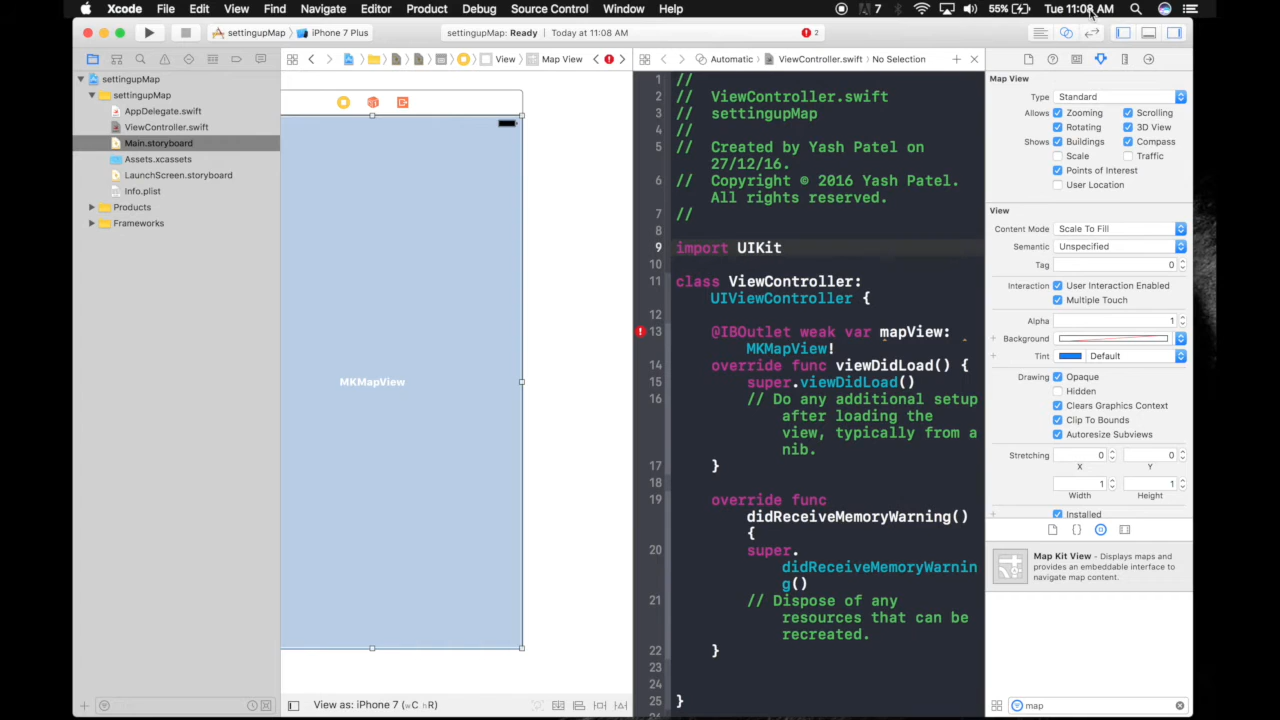 Xcode File Edit View Find Navigate Editor Product Debug Source Control Window Help 7 55% Tue 11:08 AM
settingupMap iPhone 7 Plus settingupMap: Ready Today at 11:08 AM 2
View Map View Automatic ViewController.swift No Selection
settingupMap
settingupMap
AppDelegate.swift
ViewController.swift
Main.storyboard
Assets.xcassets
LaunchScreen.storyboard
Info.plist
Products
Frameworks
MKMapView
View as: iPhone 7 (wC hR)
1 //
2 // ViewController.swift
3 // settingupMap
4 //
5 // Created by Yash Patel on
27/12/16.
6 // Copyright © 2016 Yash Patel.
All rights reserved.
7 //
8
9 import UIKit
10
11 class ViewController:
UIViewController {
12
13 @IBOutlet weak var mapView:
MKMapView!
14 override func viewDidLoad() {
15 super.viewDidLoad()
16 // Do any additional setup
after loading the
view, typically from a
nib.
17 }
18
19 override func
didReceiveMemoryWarning()
{
20 super.
didReceiveMemoryWarnin
g()
21 // Dispose of any
resources that can be
recreated.
22 }
23
24
25 }
Map View
Type Standard
Allows Zooming Scrolling
Rotating 3D View
Shows Buildings Compass
Scale Traffic
Points of Interest
User Location
View
Content Mode Scale To Fill
Semantic Unspecified
Tag 0
Interaction User Interaction Enabled
Multiple Touch
Alpha 1
Background
Tint Default
Drawing Opaque
Hidden
Clears Graphics Context
Clip To Bounds
Autoresize Subviews
Stretching 0 0
X Y
1 1
Width Height
Installed
Map Kit View - Displays maps and
provides an embeddable interface to
navigate map content.
map